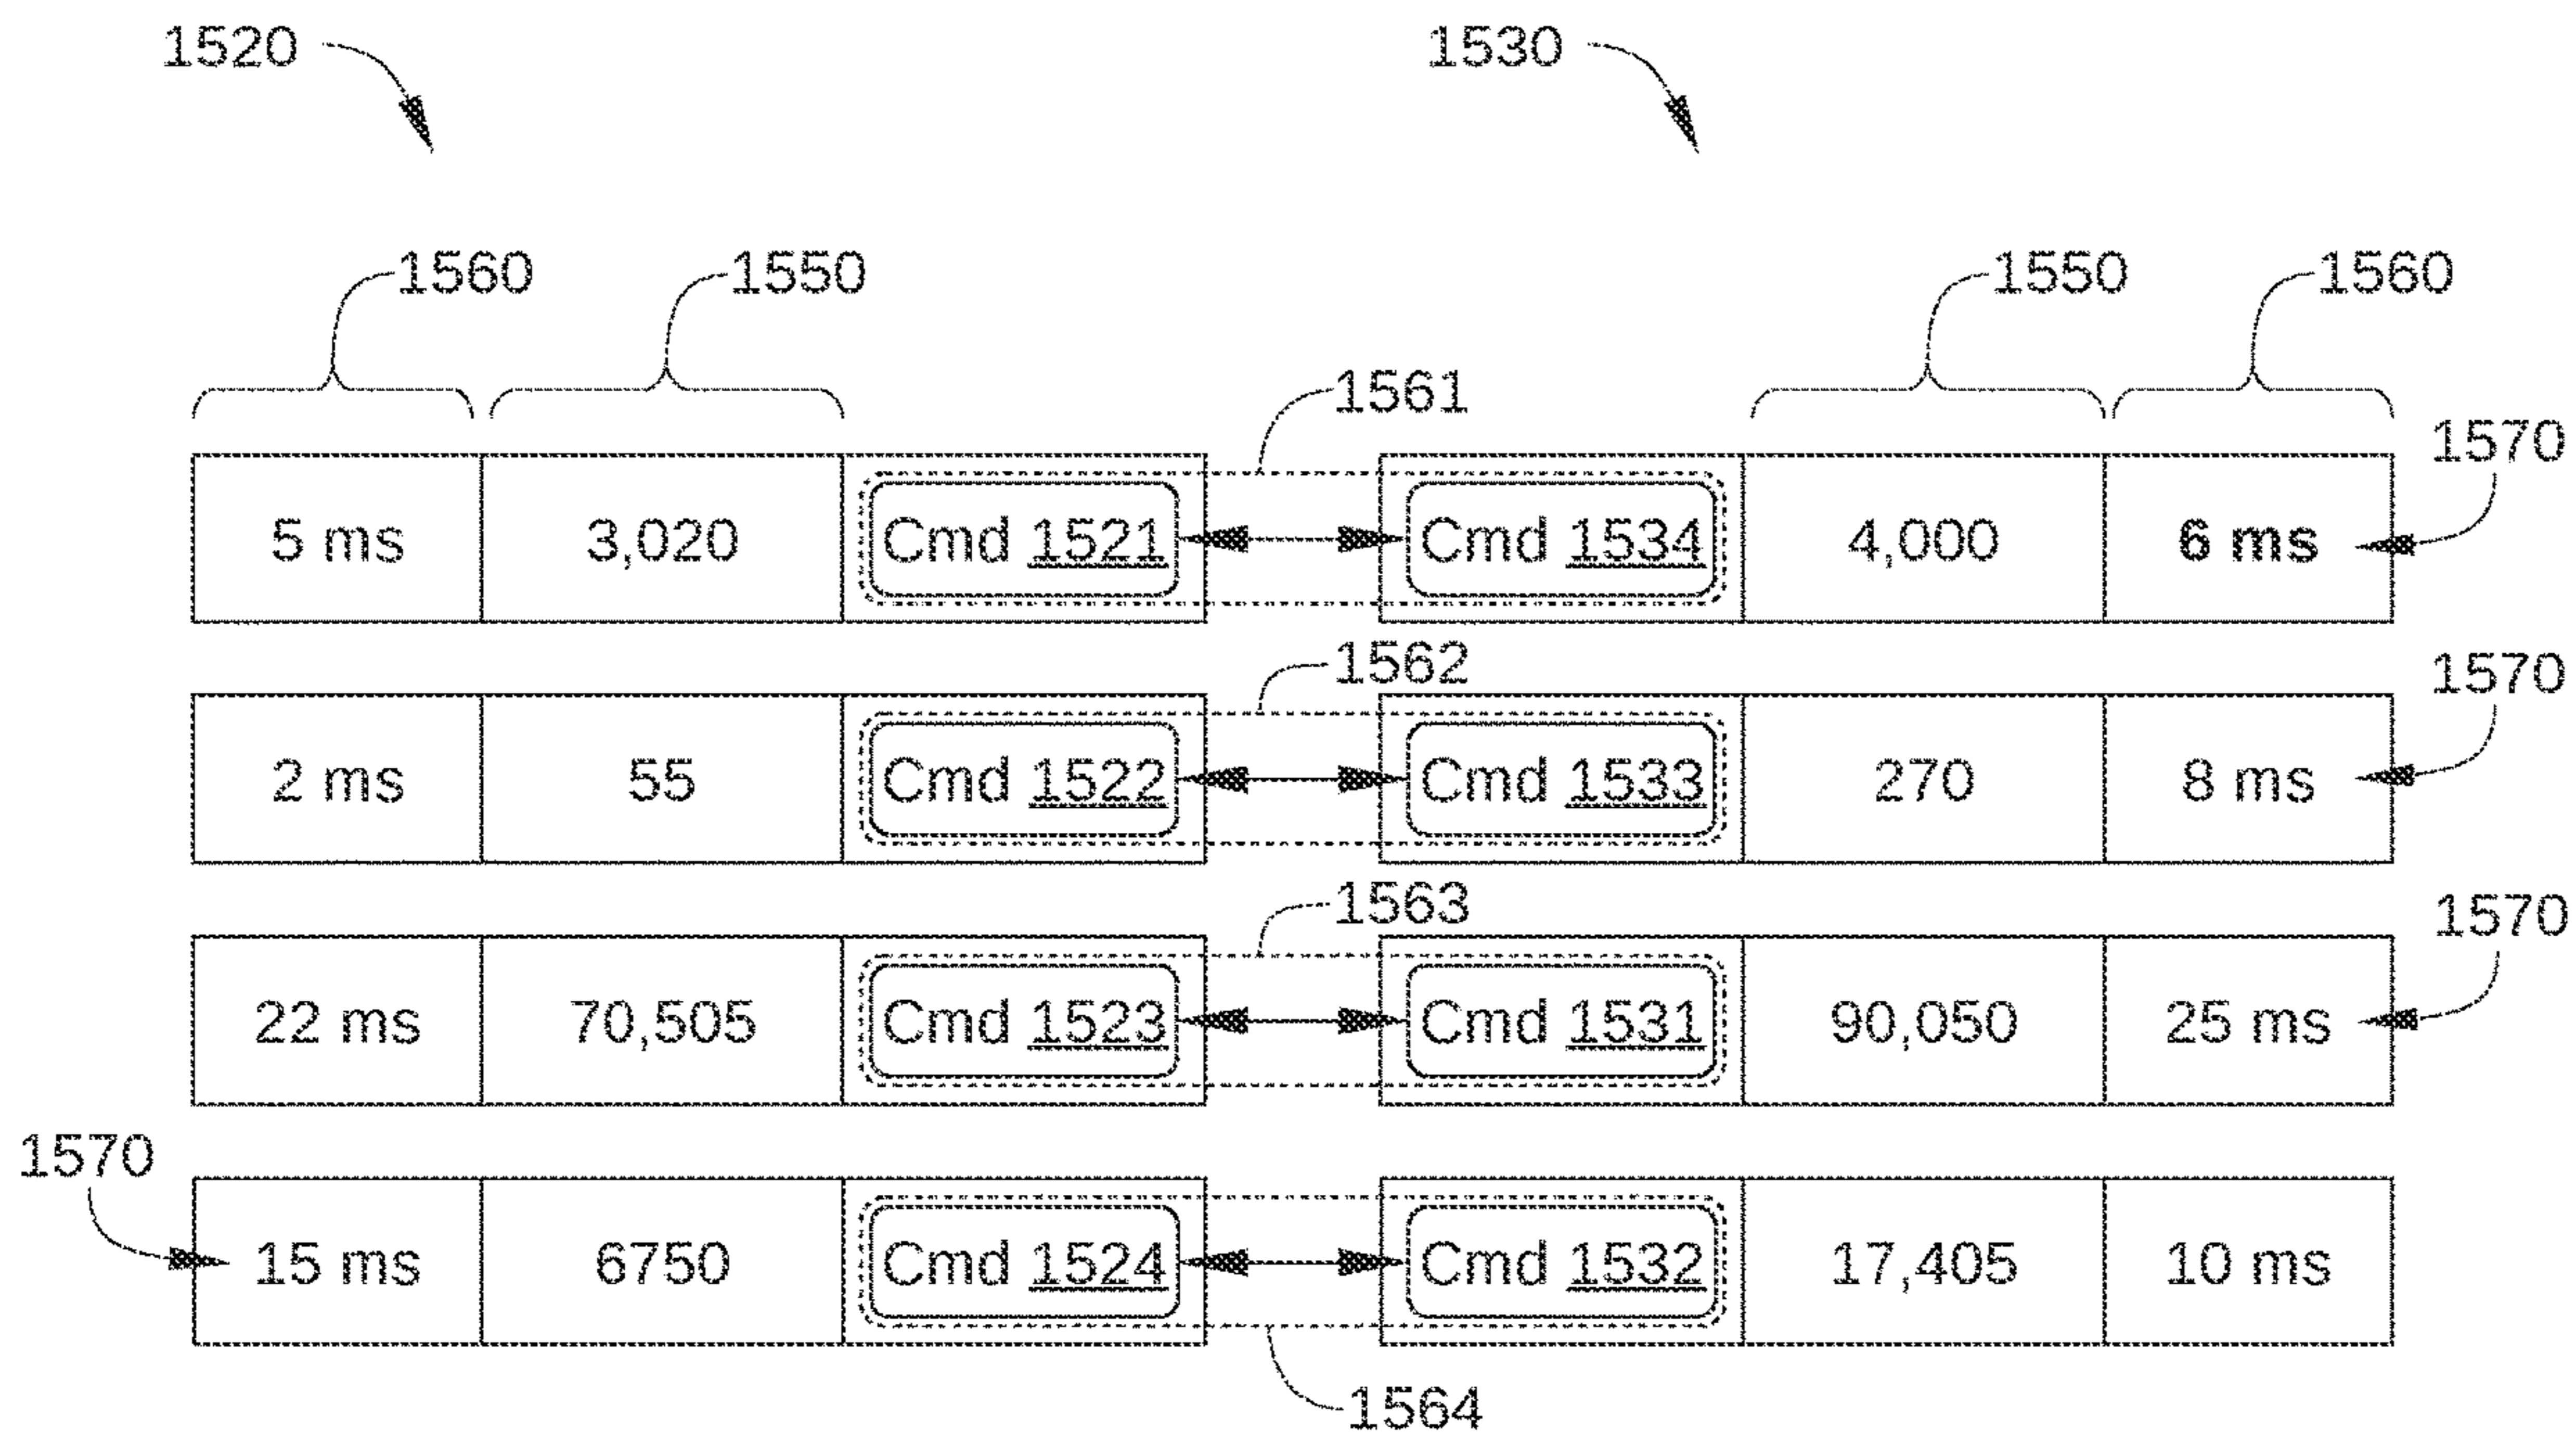 1520 1530
1560 1550 1550 1560
1561
1570
5 ms 3,020 Cmd 1521 Cmd 1534 4,000 6 ms
1562 1570
2 ms 55 Cmd 1522 Cmd 1533 270 8 ms
1563 1570
22 ms 70,505 Cmd 1523 Cmd 1531 90,050 25 ms
1570
15 ms 6750 Cmd 1524 Cmd 1532 17,405 10 ms
1564